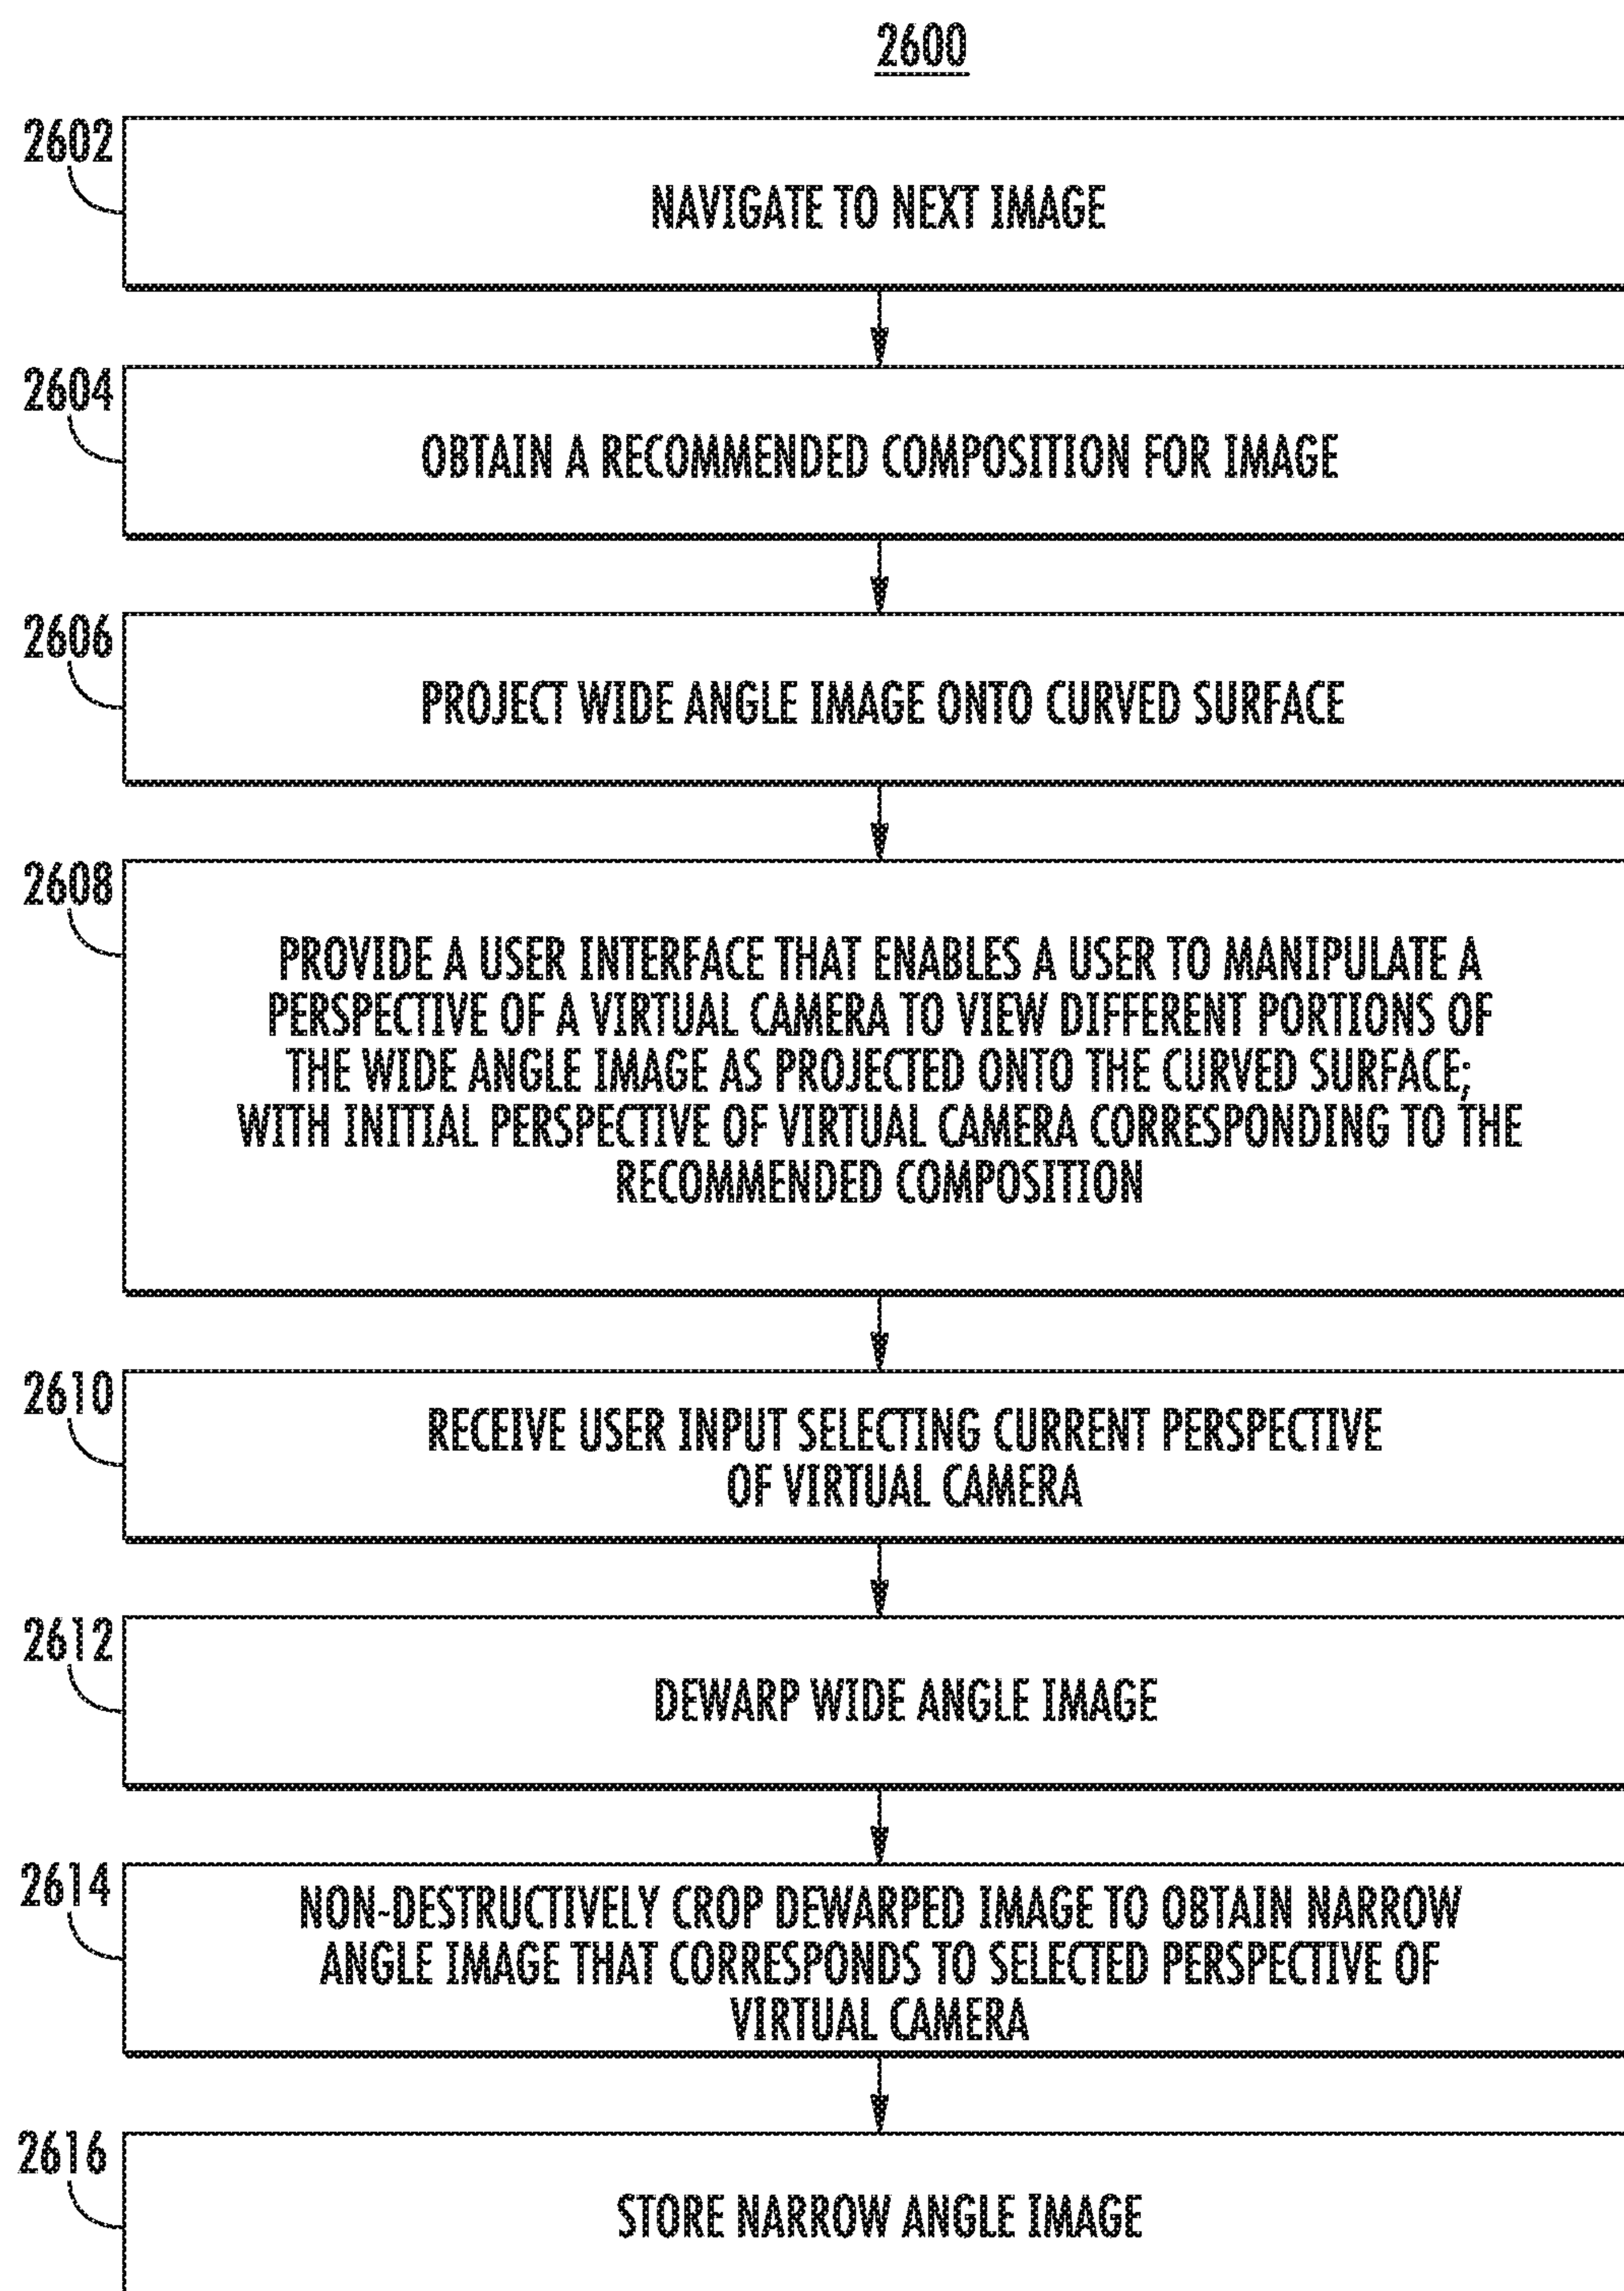 2600
2602
NAVIGATE TO NEXT IMAGE
2604
OBTAIN A RECOMMENDED COMPOSITION FOR IMAGE
2606
PROJECT WIDE ANGLE IMAGE ONTO CURVED SURFACE
2608
PROVIDE A USER INTERFACE THAT ENABLES A USER TO MANIPULATE A
PERSPECTIVE OF A VIRTUAL CAMERA TO VIEW DIFFERENT PORTIONS OF
THE WIDE ANGLE IMAGE AS PROJECTED ONTO THE CURVED SURFACE;
WITH INITIAL PERSPECTIVE OF VIRTUAL CAMERA CORRESPONDING TO THE
RECOMMENDED COMPOSITION
2610
RECEIVE USER INPUT SELECTING CURRENT PERSPECTIVE
OF VIRTUAL CAMERA
2612
DEWARP WIDE ANGLE IMAGE
2614
NON-DESTRUCTIVELY CROP DEWARPED IMAGE TO OBTAIN NARROW
ANGLE IMAGE THAT CORRESPONDS TO SELECTED PERSPECTIVE OF
VIRTUAL CAMERA
2616
STORE NARROW ANGLE IMAGE